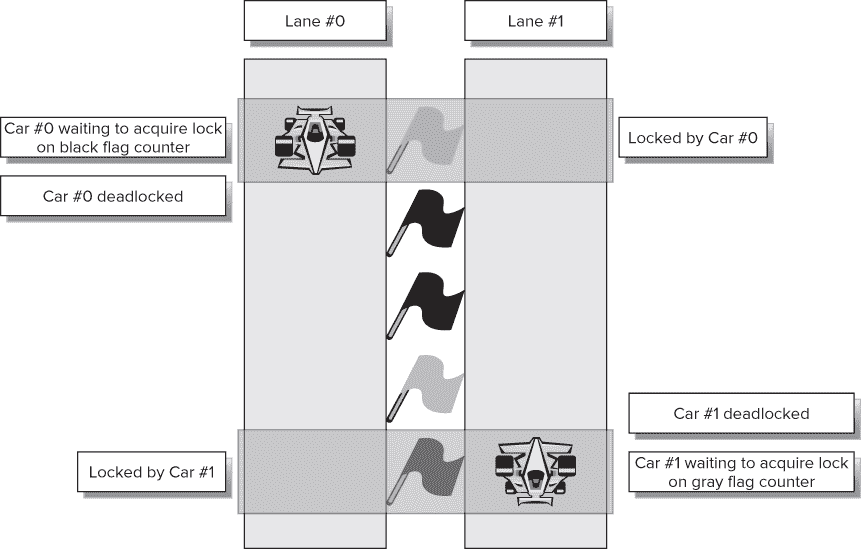 Lane #0
Lane #1
Car #0 waiting to acquire lock
on black flag counter
Locked by Car #0
Car #0 deadlocked
Car #1 deadlocked
Locked by Car #1
Car #1 waiting to acquire lock
on gray flag counter